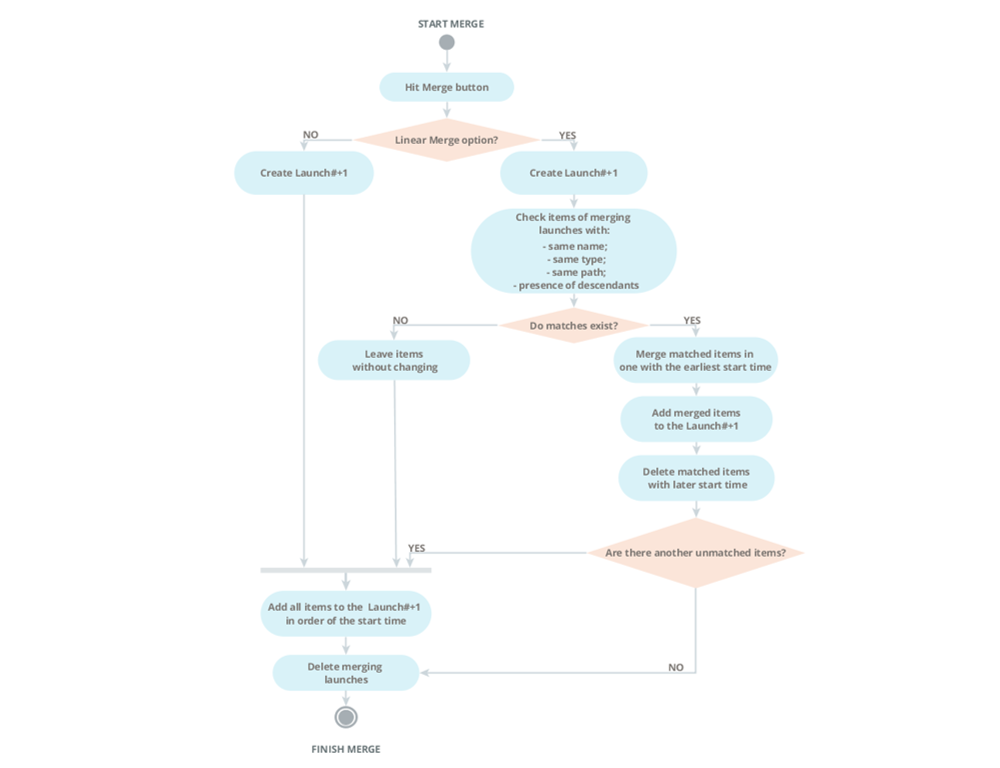 START MERGE
Hit Merge button
Linear Merge option?
NO
YES
Create Launch#+1
Create Launch#+1
Check items of merging
launches with:
- same name;
- same type;
- same path;
- presence of descendants
Do matches exist?
NO
YES
Leave items
without changing
Merge matched items in
one with the earliest start time
Add merged items
to the Launch#+1
Delete matched items
with later start time
Are there another unmatched items?
YES
Add all items to the Launch#+1
in order of the start time
NO
Delete merging
launches
FINISH MERGE